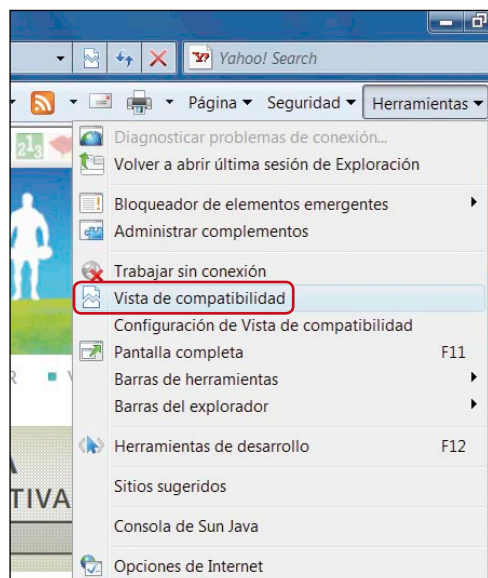 Yahoo! Search
Página Seguridad Herramientas
213
Diagnosticar problemas de conexión...
Volver a abrir última sesión de Exploración
Bloqueador de elementos emergentes
Administrar complementos
Trabajar sin conexión
Vista de compatibilidad
Configuración de Vista de compatibilidad
Pantalla completa F11
Barras de herramientas
Barras del explorador
Herramientas de desarrollo F12
Sitios sugeridos
TIVA
Consola de Sun Java
Opciones de Internet